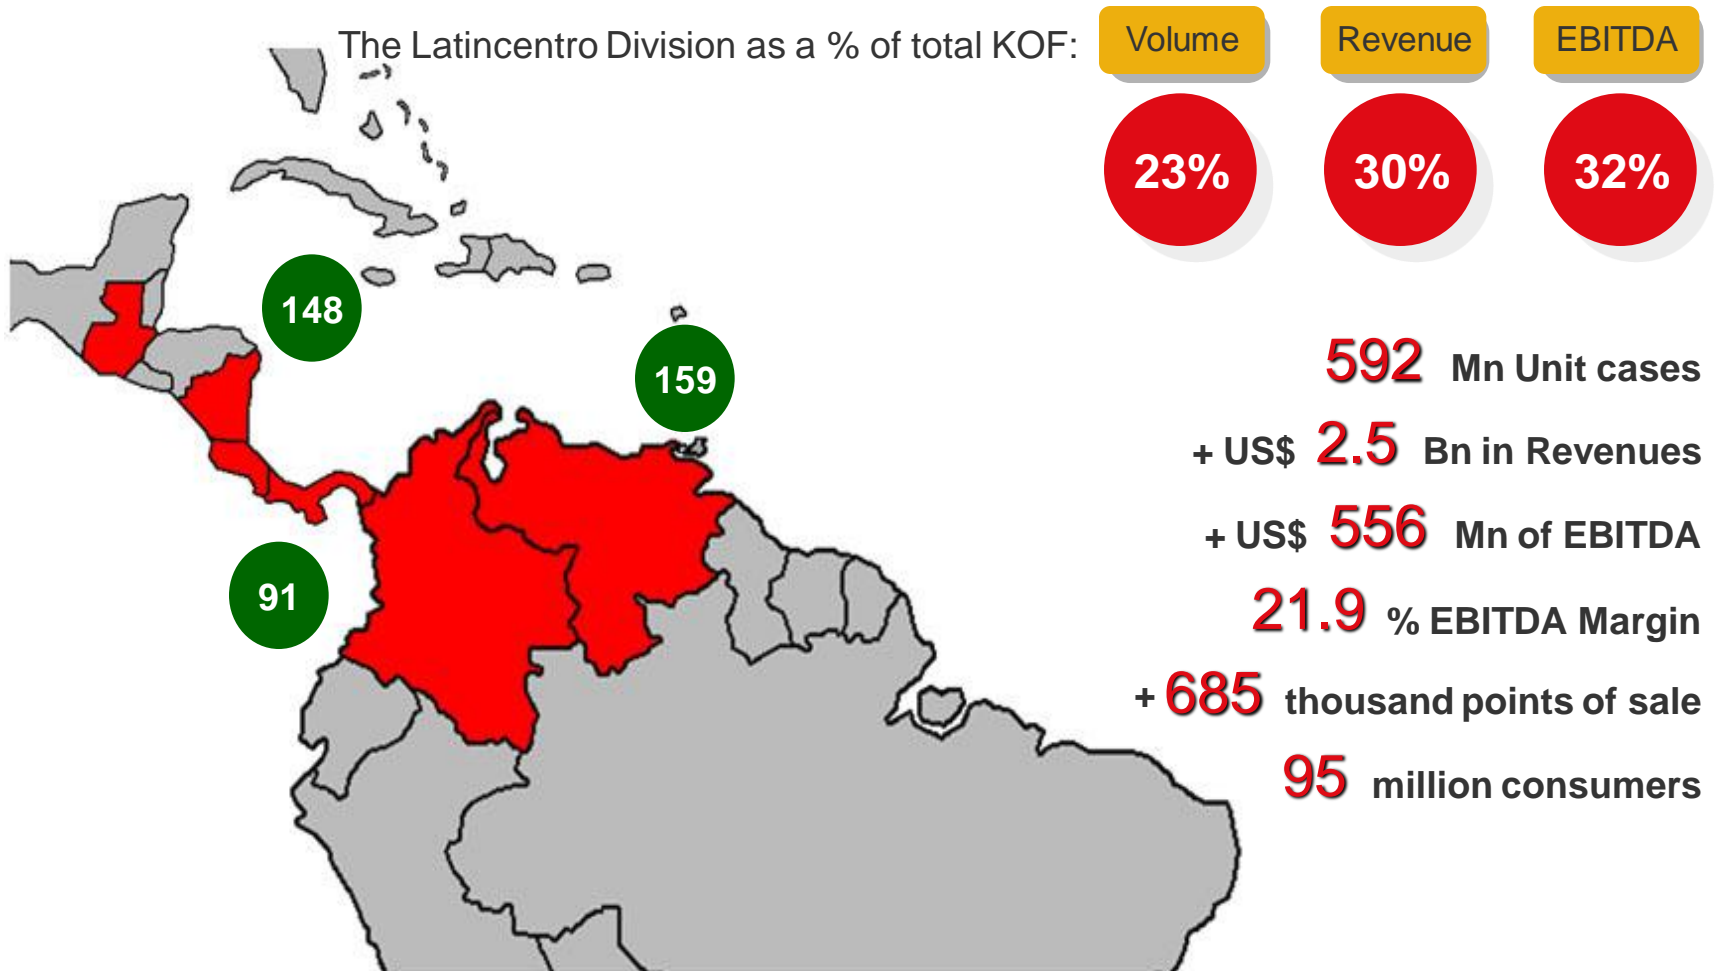 The Latincentro Division as a % of total KOF:
Volume
Revenue
EBITDA
23%
30%
32%
148
159
91
592 Mn Unit cases
+ US$ 2.5 Bn in Revenues
+ US$ 556 Mn of EBITDA
21.9 % EBITDA Margin
+ 685 thousand points of sale
95 million consumers